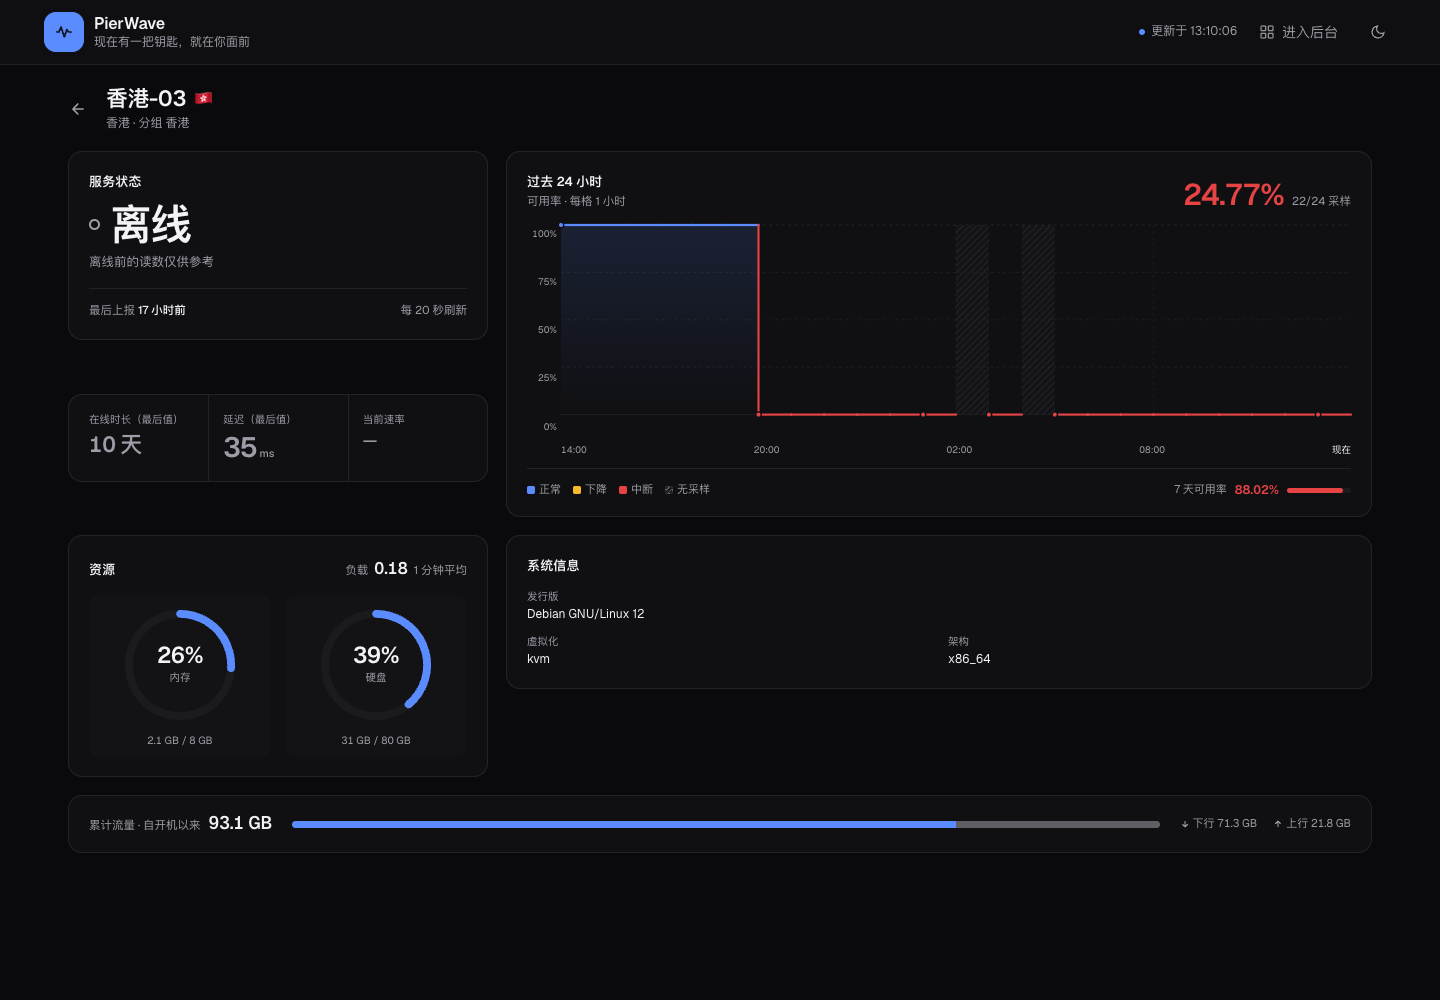 PierWave
现在有一把钥匙，就在你面前
更新于 13:10:06
进入后台
香港-03
香港 · 分组 香港
服务状态
离线
离线前的读数仅供参考
最后上报 17 小时前
每 20 秒刷新
过去 24 小时
可用率 · 每格 1 小时
24.77% 22/24 采样
100%
75%
50%
25%
0%
14:00
20:00
02:00
08:00
现在
正常
下降
中断
无采样
7 天可用率 88.02%
在线时长（最后值）
10 天
延迟（最后值）
35 ms
当前速率
—
资源
负载 0.18 1 分钟平均
26%
内存
2.1 GB / 8 GB
39%
硬盘
31 GB / 80 GB
系统信息
发行版
Debian GNU/Linux 12
虚拟化
kvm
架构
x86_64
累计流量 · 自开机以来 93.1 GB
↓ 下行 71.3 GB
↑ 上行 21.8 GB